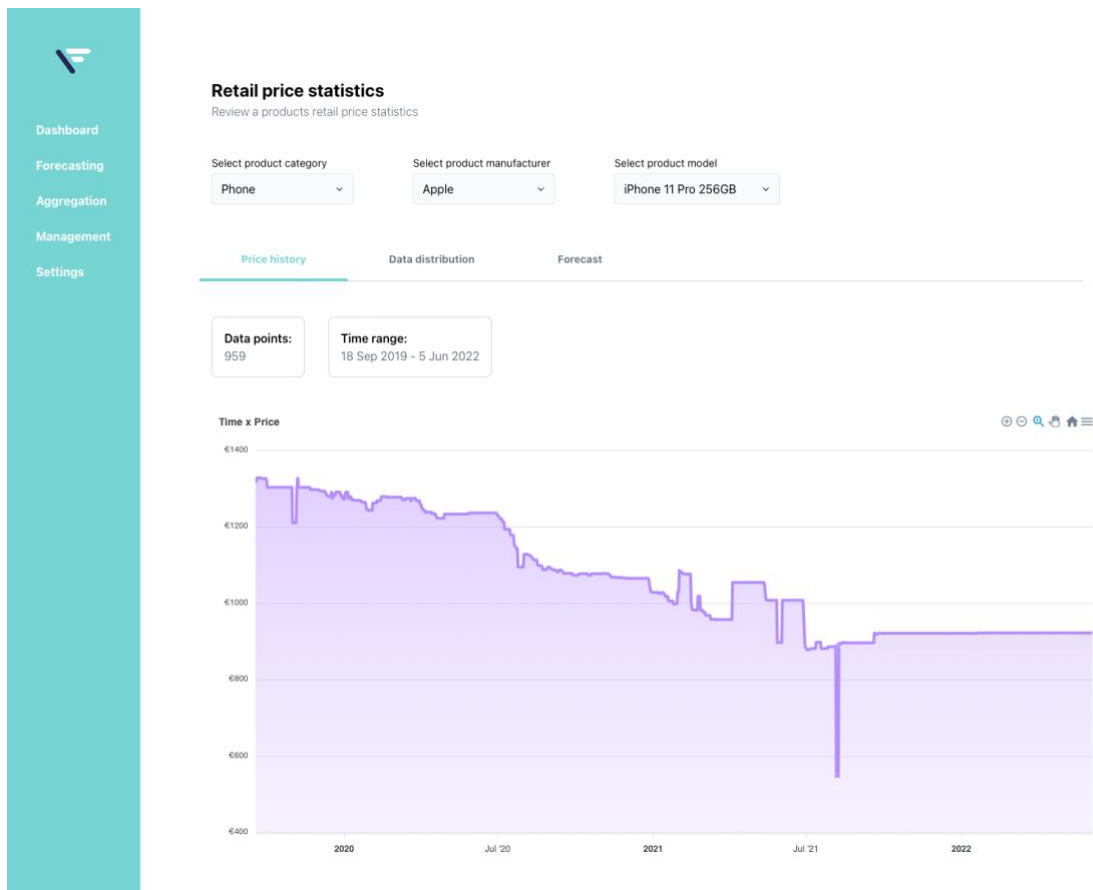 Dashboard
Forecasting
Aggregation
Management
Settings
Retail price statistics
Review a products retail price statistics
Select product category
Select product manufacturer
Select product model
Phone
Apple
iPhone 11 Pro 256GB
Price history
Data distribution
Forecast
Data points:
959
Time range:
18 Sep 2019 - 5 Jun 2022
Time x Price
€1400
€1200
€1000
€800
€600
€400
2020
Jul '20
2021
Jul '21
2022